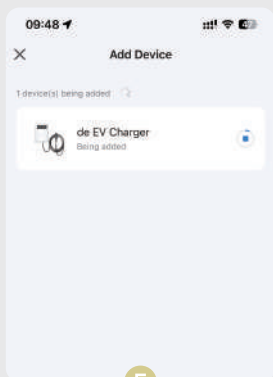 09:48
Add Device
1 device(s) being added
de EV Charger
Being added